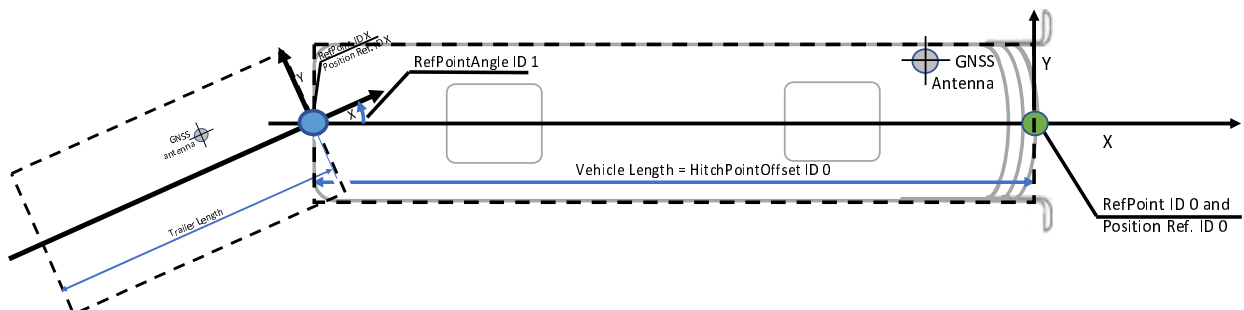 RefPoint ID X
Position Ref. ID X
RefPointAngle ID 1
GNSS
Antenna
Y
Y
X
X
GNSS
antenna
Vehicle Length = HitchPointOffset ID 0
Trailer Length
RefPoint ID 0 and
Position Ref. ID 0